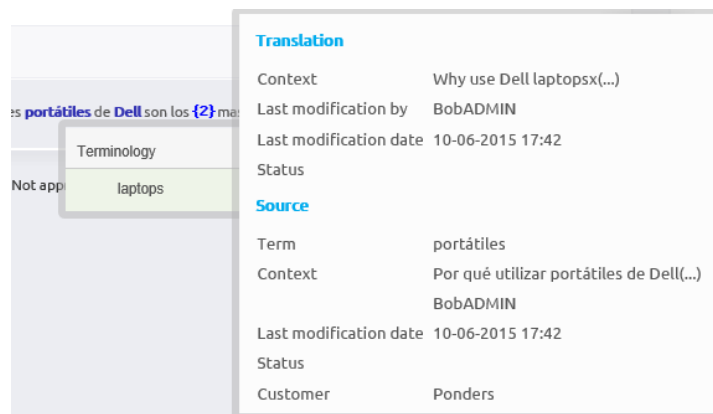 es portátiles de Dell son los {2} mas
Terminology
laptops
Not app
Translation
Context Why use Dell laptopsx(...)
Last modification by BobADMIN
Last modification date 10-06-2015 17:42
Status
Source
Term portátiles
Context Por qué utilizar portátiles de Dell(...)
BobADMIN
Last modification date 10-06-2015 17:42
Status
Customer Ponders